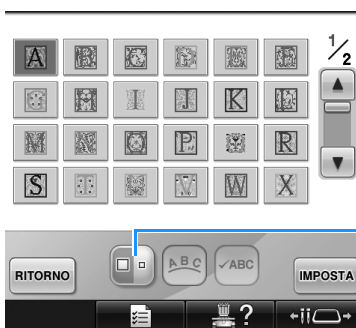 1/2
A B C D E F
G H I J K L
M N O P Q R
S T U V W X
RITORNO
ABC
✓ABC
IMPOSTA
?